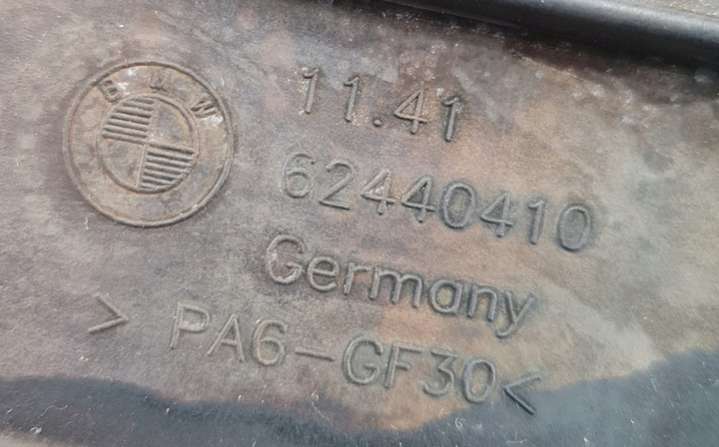 BMW
11.41
62440410
Germany
> PA6-GF30<